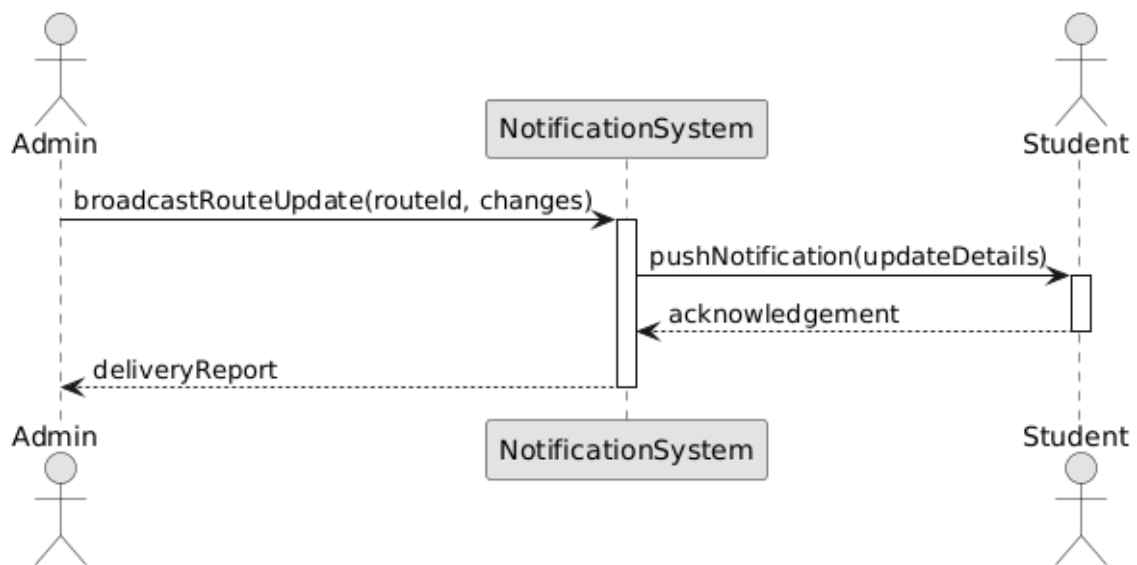 Admin
NotificationSystem
Student
broadcastRouteUpdate(routeId, changes)
pushNotification(updateDetails)
acknowledgement
deliveryReport
Admin
NotificationSystem
Student